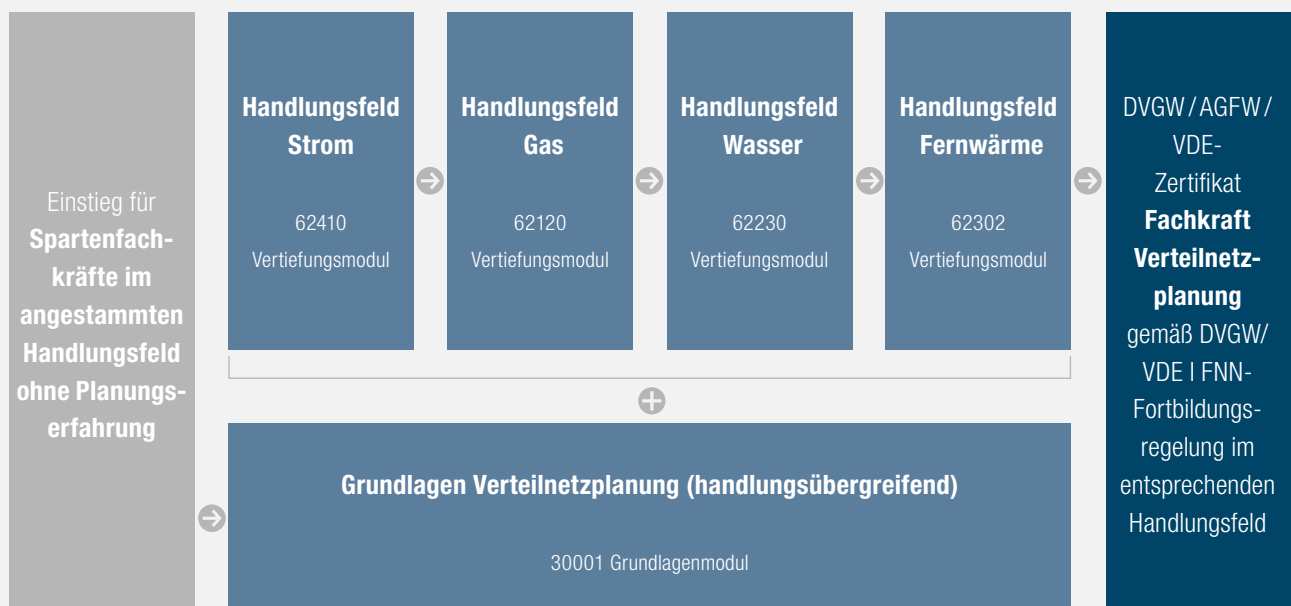 Einstieg für
Spartenfach-
kräfte im
angestammten
Handlungsfeld
ohne Planungs-
erfahrung
Handlungsfeld
Strom
62410
Vertiefungsmodul
Handlungsfeld
Gas
62120
Vertiefungsmodul
Handlungsfeld
Wasser
62230
Vertiefungsmodul
Handlungsfeld
Fernwärme
62302
Vertiefungsmodul
Grundlagen Verteilnetzplanung (handlungsübergreifend)
30001 Grundlagenmodul
DVGW / AGFW /
VDE-
Zertifikat
Fachkraft
Verteilnetz-
planung
gemäß DVGW/
VDE I FNN-
Fortbildungs-
regelung im
entsprechenden
Handlungsfeld